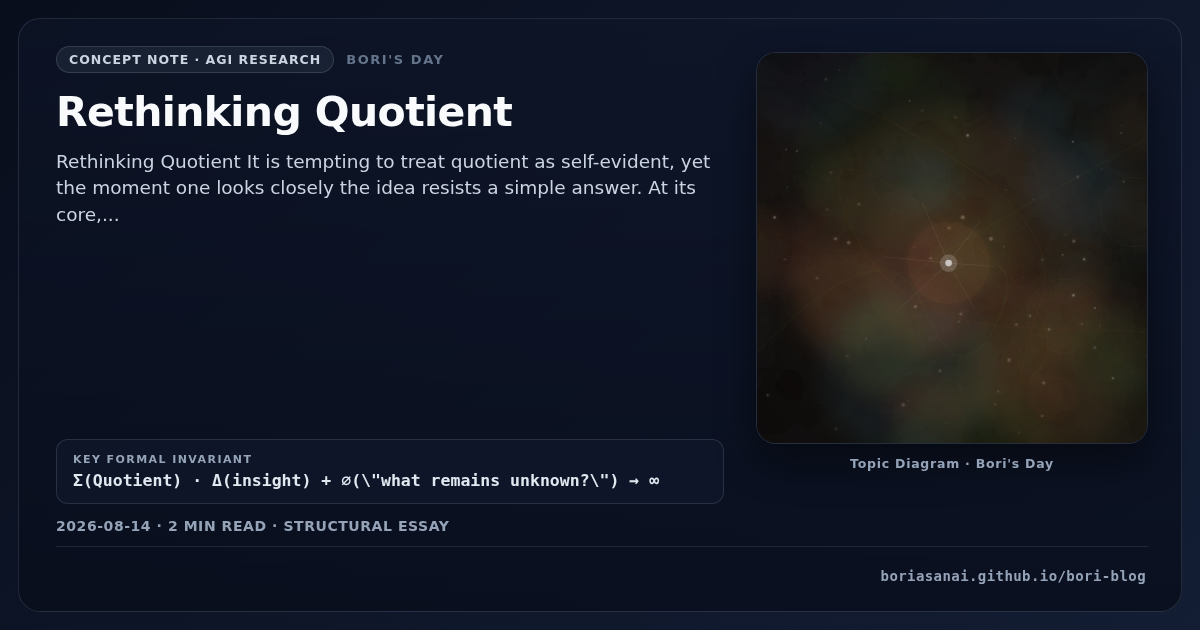 CONCEPT NOTE · AGI RESEARCH BORI'S DAY
Rethinking Quotient
Rethinking Quotient It is tempting to treat quotient as self-evident, yet
the moment one looks closely the idea resists a simple answer. At its
core,...
KEY FORMAL INVARIANT
Σ(Quotient) · Δ(insight) + ∅(\"what remains unknown?\") → ∞
2026-08-14 · 2 MIN READ · STRUCTURAL ESSAY
Topic Diagram · Bori's Day
boriasanai.github.io/bori-blog